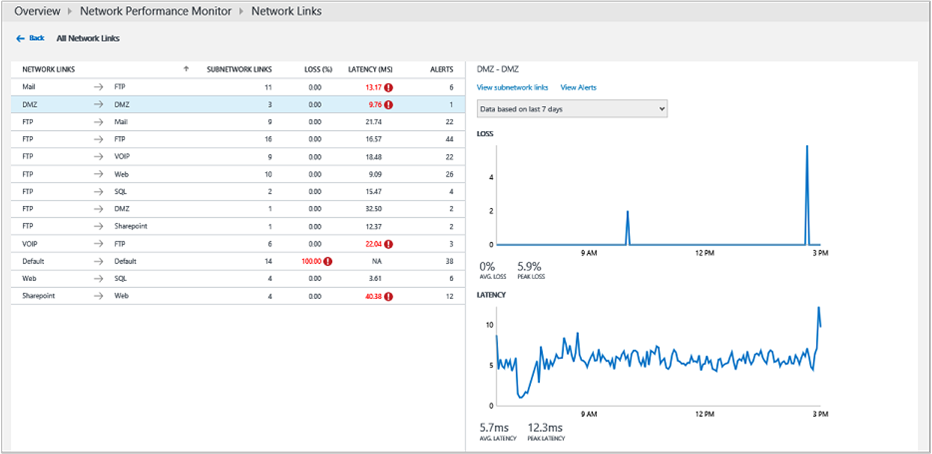 Overview Network Performance Monitor Network Links
Back All Network Links
NETWORK LINKS SUBNETWORK LINKS LOSS (%) LATENCY (MS) ALERTS
Mail → FTP 11 0.00 13.17 6
DMZ → DMZ 3 0.00 9.76 1
FTP → Mail 9 0.00 21.74 22
FTP → FTP 16 0.00 16.57 44
FTP → VOIP 9 0.00 18.48 22
FTP → Web 10 0.00 9.09 26
FTP → SQL 2 0.00 15.47 4
FTP → DMZ 1 0.00 32.50 2
FTP → Sharepoint 1 0.00 12.37 2
VOIP → FTP 6 0.00 22.04 3
Default → Default 14 100.00 NA 38
Web → SQL 4 0.00 3.61 6
Sharepoint → Web 4 0.00 40.38 12
DMZ - DMZ
View subnetwork links View Alerts
Data based on last 7 days
LOSS
4
2
0
9 AM 12 PM 3 PM
0% 5.9%
AVG. LOSS PEAK LOSS
LATENCY
10
5
0
9 AM 12 PM 3 PM
5.7ms 12.3ms
AVG. LATENCY PEAK LATENCY